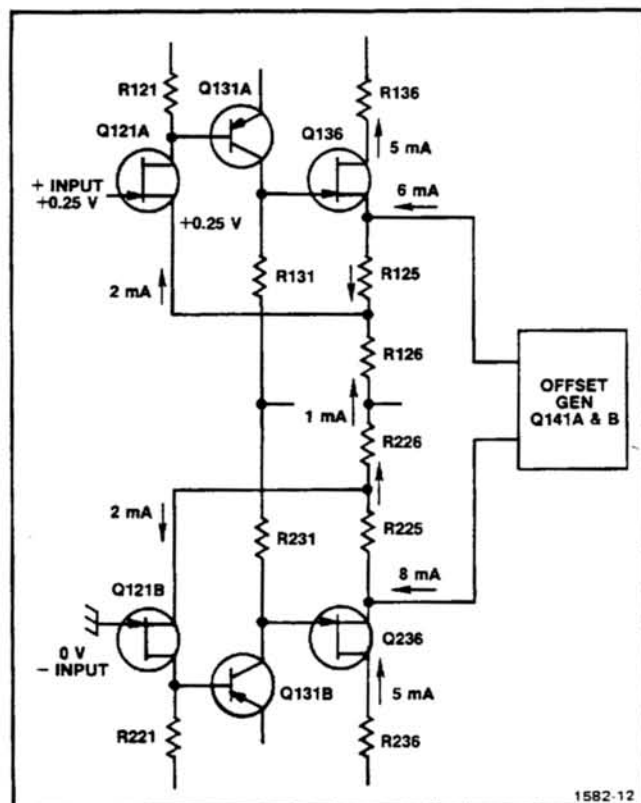 R121
Q131A
R136
Q121A
Q136
5 mA
+ INPUT
+0.25 V
6 mA
+0.25 V
R131
R125
2 mA
R126
OFFSET
GEN
Q141A & B
1 mA
R226
2 mA
R231
R225
8 mA
Q121B
Q236
0 V
- INPUT
Q131B
5 mA
R221
R236
1582-12